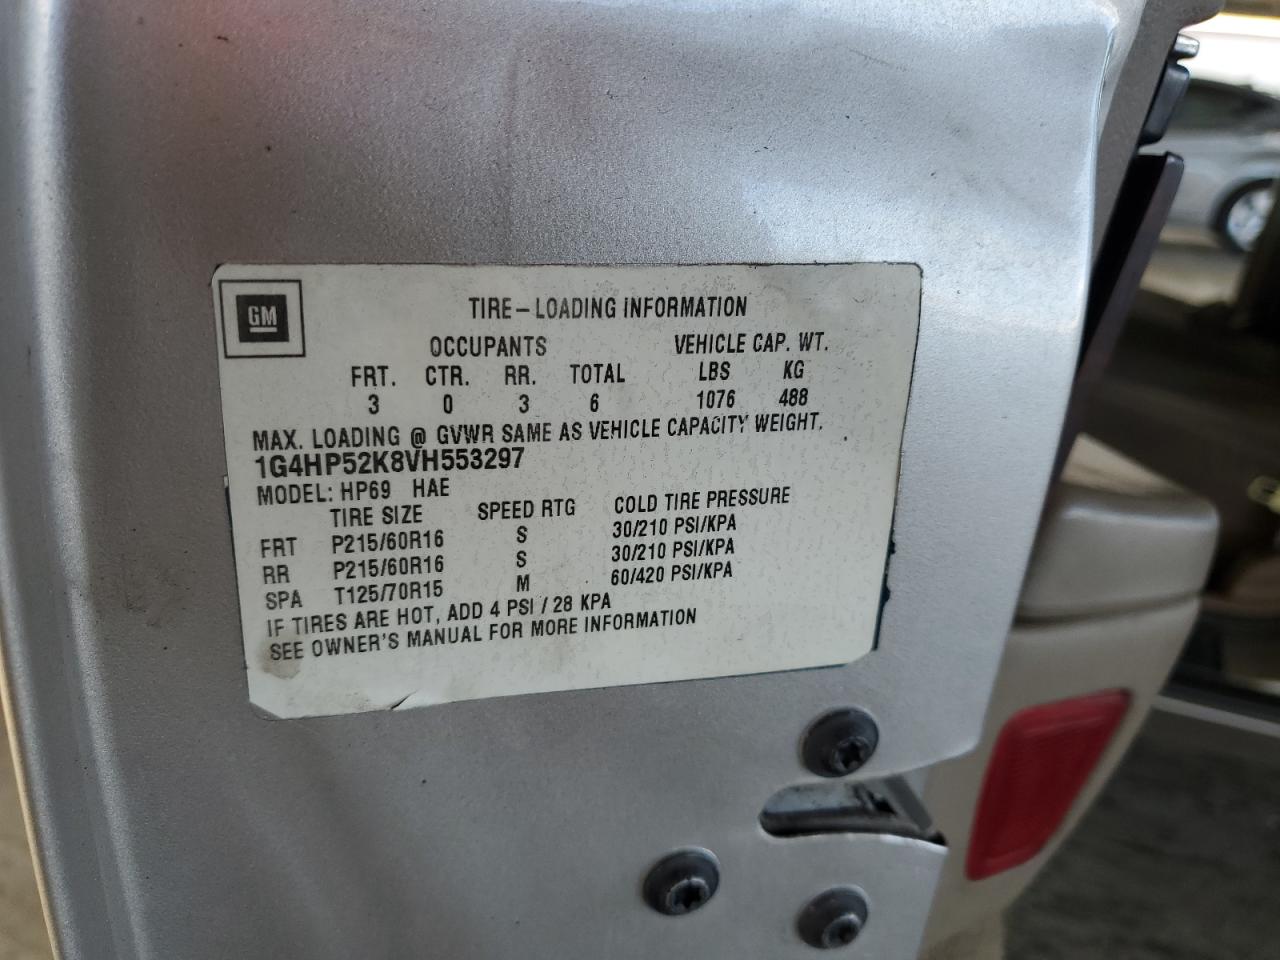 GM
TIRE–LOADING INFORMATION
OCCUPANTS VEHICLE CAP. WT.
FRT. CTR. RR. TOTAL LBS KG
3 0 3 6 1076 488
MAX. LOADING @ GVWR SAME AS VEHICLE CAPACITY WEIGHT.
1G4HP52K8VH553297
MODEL: HP69 HAE
TIRE SIZE SPEED RTG COLD TIRE PRESSURE
FRT P215/60R16 S 30/210 PSI/KPA
RR P215/60R16 S 30/210 PSI/KPA
SPA T125/70R15 M 60/420 PSI/KPA
IF TIRES ARE HOT, ADD 4 PSI / 28 KPA
SEE OWNER'S MANUAL FOR MORE INFORMATION